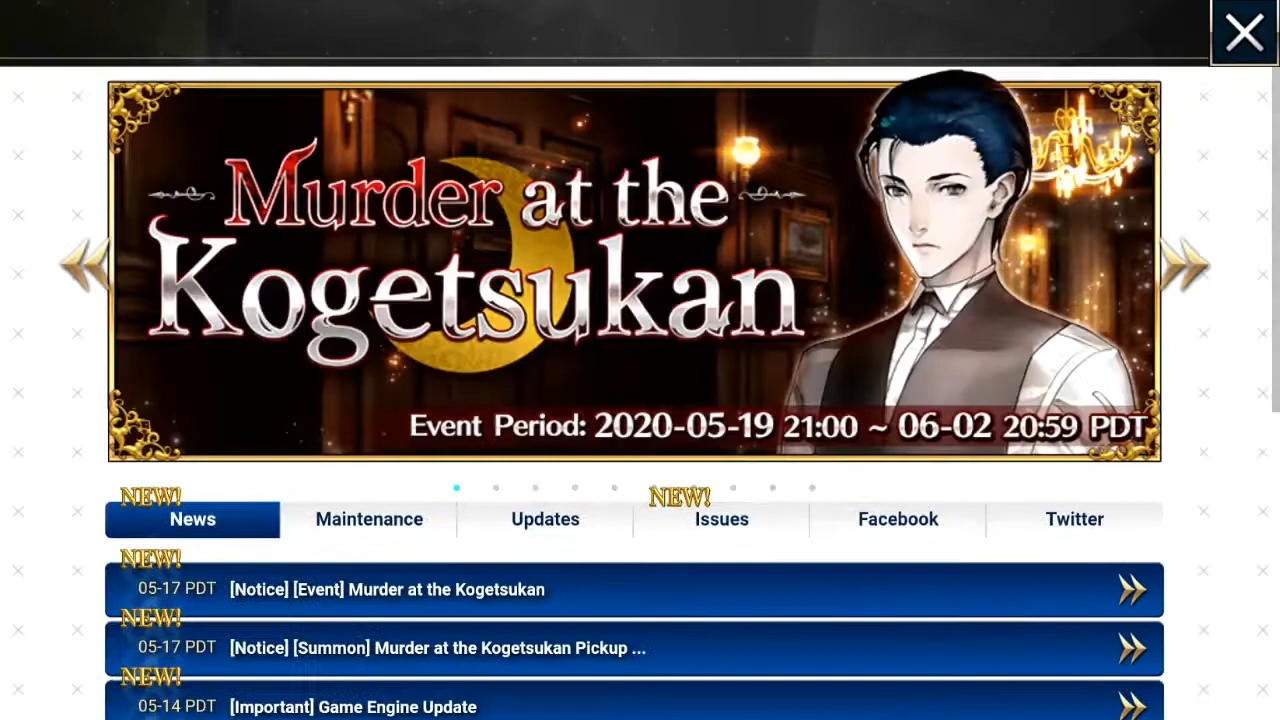 Murder at the
Kogetsukan
Event Period: 2020-05-19 21:00 ~ 06-02 20:59 PDT
NEW!
NEW!
News
Maintenance
Updates
Issues
Facebook
Twitter
NEW!
05-17 PDT [Notice] [Event] Murder at the Kogetsukan
NEW!
05-17 PDT [Notice] [Summon] Murder at the Kogetsukan Pickup ...
NEW!
05-14 PDT [Important] Game Engine Update